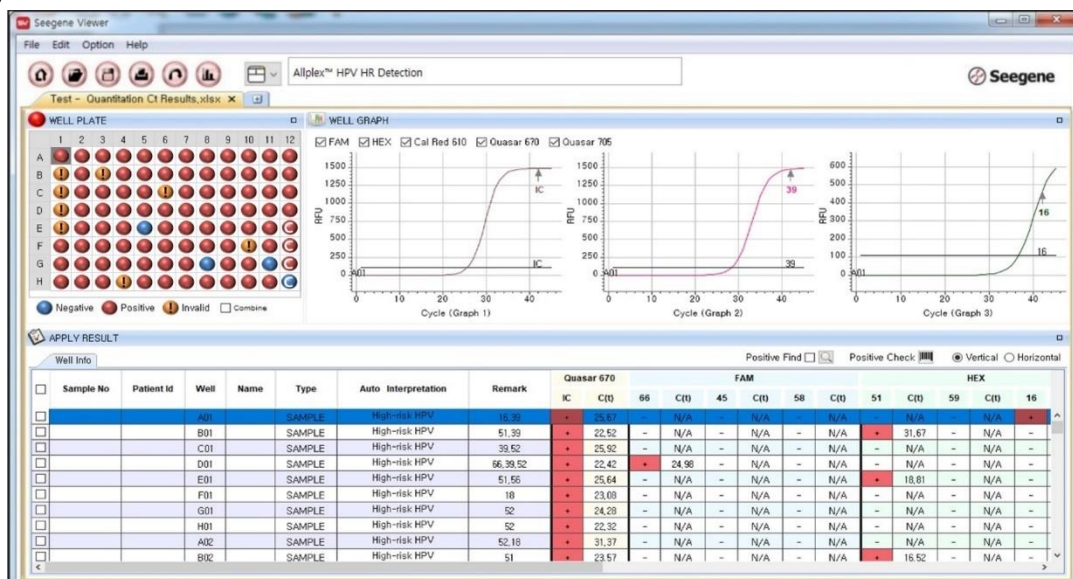 Seegene Viewer
File Edit Option Help
Allplex™ HPV HR Detection
Seegene
Test - Quantitation Ct Results.xlsx
WELL PLATE
1 2 3 4 5 6 7 8 9 10 11 12
A
B
C
D
E C
F C
G C
H C
Negative Positive Invalid Combine
WELL GRAPH
FAM HEX Cal Red 610 Quasar 670 Quasar 705
RFU
1500
1250
1000
750
500
250
0
A01
IC
IC
0 10 20 30 40
Cycle (Graph 1)
RFU
1500
1250
1000
750
500
250
0
A01
39
39
0 10 20 30 40
Cycle (Graph 2)
RFU
600
500
400
300
200
100
0
A01
16
16
0 10 20 30 40
Cycle (Graph 3)
APPLY RESULT
Well Info
Positive Find Positive Check Vertical Horizontal
Sample No Patient Id Well Name Type Auto Interpretation Remark Quasar 670 FAM HEX
IC C(t) 66 C(t) 45 C(t) 58 C(t) 51 C(t) 59 C(t) 16
A01 SAMPLE High-risk HPV 16,39 + 25,67 - N/A - N/A - N/A - N/A - N/A +
B01 SAMPLE High-risk HPV 51,39 + 22,52 - N/A - N/A - N/A + 31,67 - N/A -
C01 SAMPLE High-risk HPV 39,52 + 25,92 - N/A - N/A - N/A - N/A - N/A -
D01 SAMPLE High-risk HPV 66,39,52 + 22,42 + 24,98 - N/A - N/A - N/A - N/A -
E01 SAMPLE High-risk HPV 51,56 + 25,64 - N/A - N/A - N/A + 18,81 - N/A -
F01 SAMPLE High-risk HPV 18 + 23,08 - N/A - N/A - N/A - N/A - N/A -
G01 SAMPLE High-risk HPV 52 + 24,28 - N/A - N/A - N/A - N/A - N/A -
H01 SAMPLE High-risk HPV 52 + 22,32 - N/A - N/A - N/A - N/A - N/A -
A02 SAMPLE High-risk HPV 52,18 + 31,37 - N/A - N/A - N/A - N/A - N/A -
B02 SAMPLE High-risk HPV 51 + 23,57 - N/A - N/A - N/A + 16,52 - N/A -